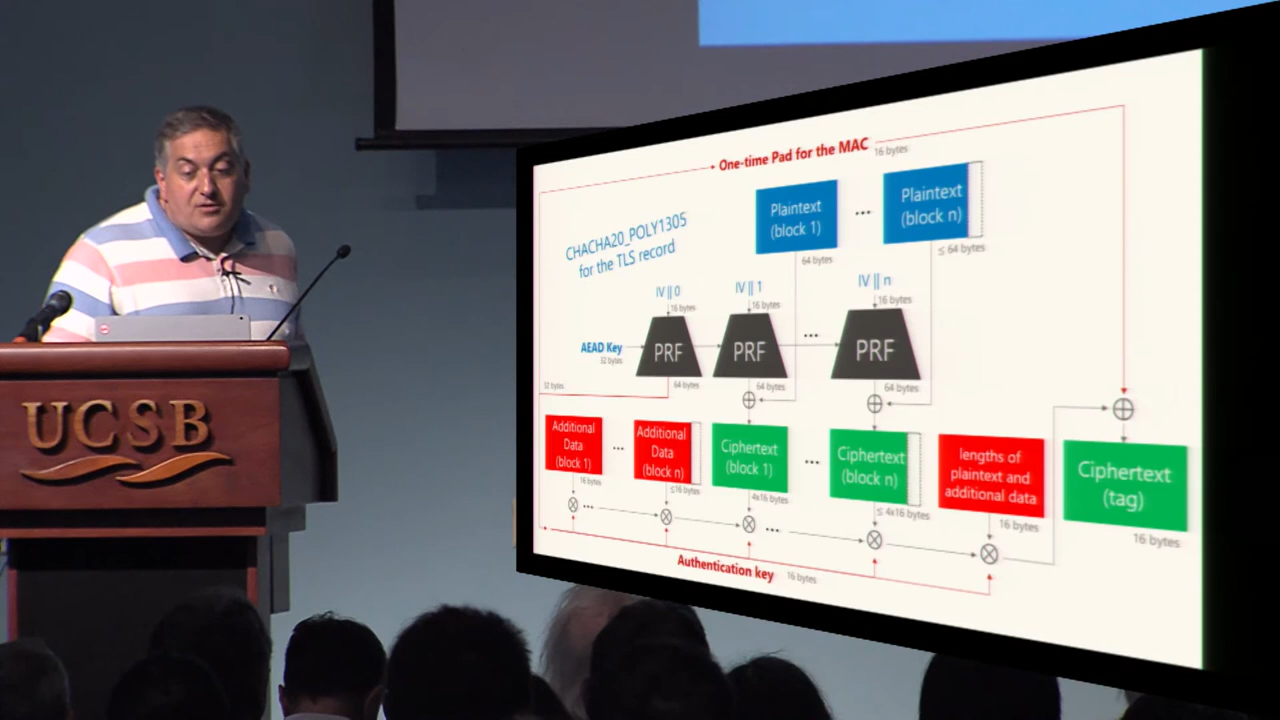 One-time Pad for the MAC
16 bytes
CHACHA20_POLY1305
for the TLS record
Plaintext
(block 1)
...
Plaintext
(block n)
64 bytes
≤ 64 bytes
IV || 0
IV || 1
IV || n
16 bytes
16 bytes
16 bytes
AEAD Key
32 bytes
PRF
PRF
...
PRF
32 bytes
64 bytes
64 bytes
64 bytes
Additional
Data
(block 1)
...
Additional
Data
(block n)
Ciphertext
(block 1)
...
Ciphertext
(block n)
lengths of
plaintext and
additional data
Ciphertext
(tag)
16 bytes
≤16 bytes
4x16 bytes
≤ 4x16 bytes
16 bytes
16 bytes
...
...
Authentication key
16 bytes
UCSB